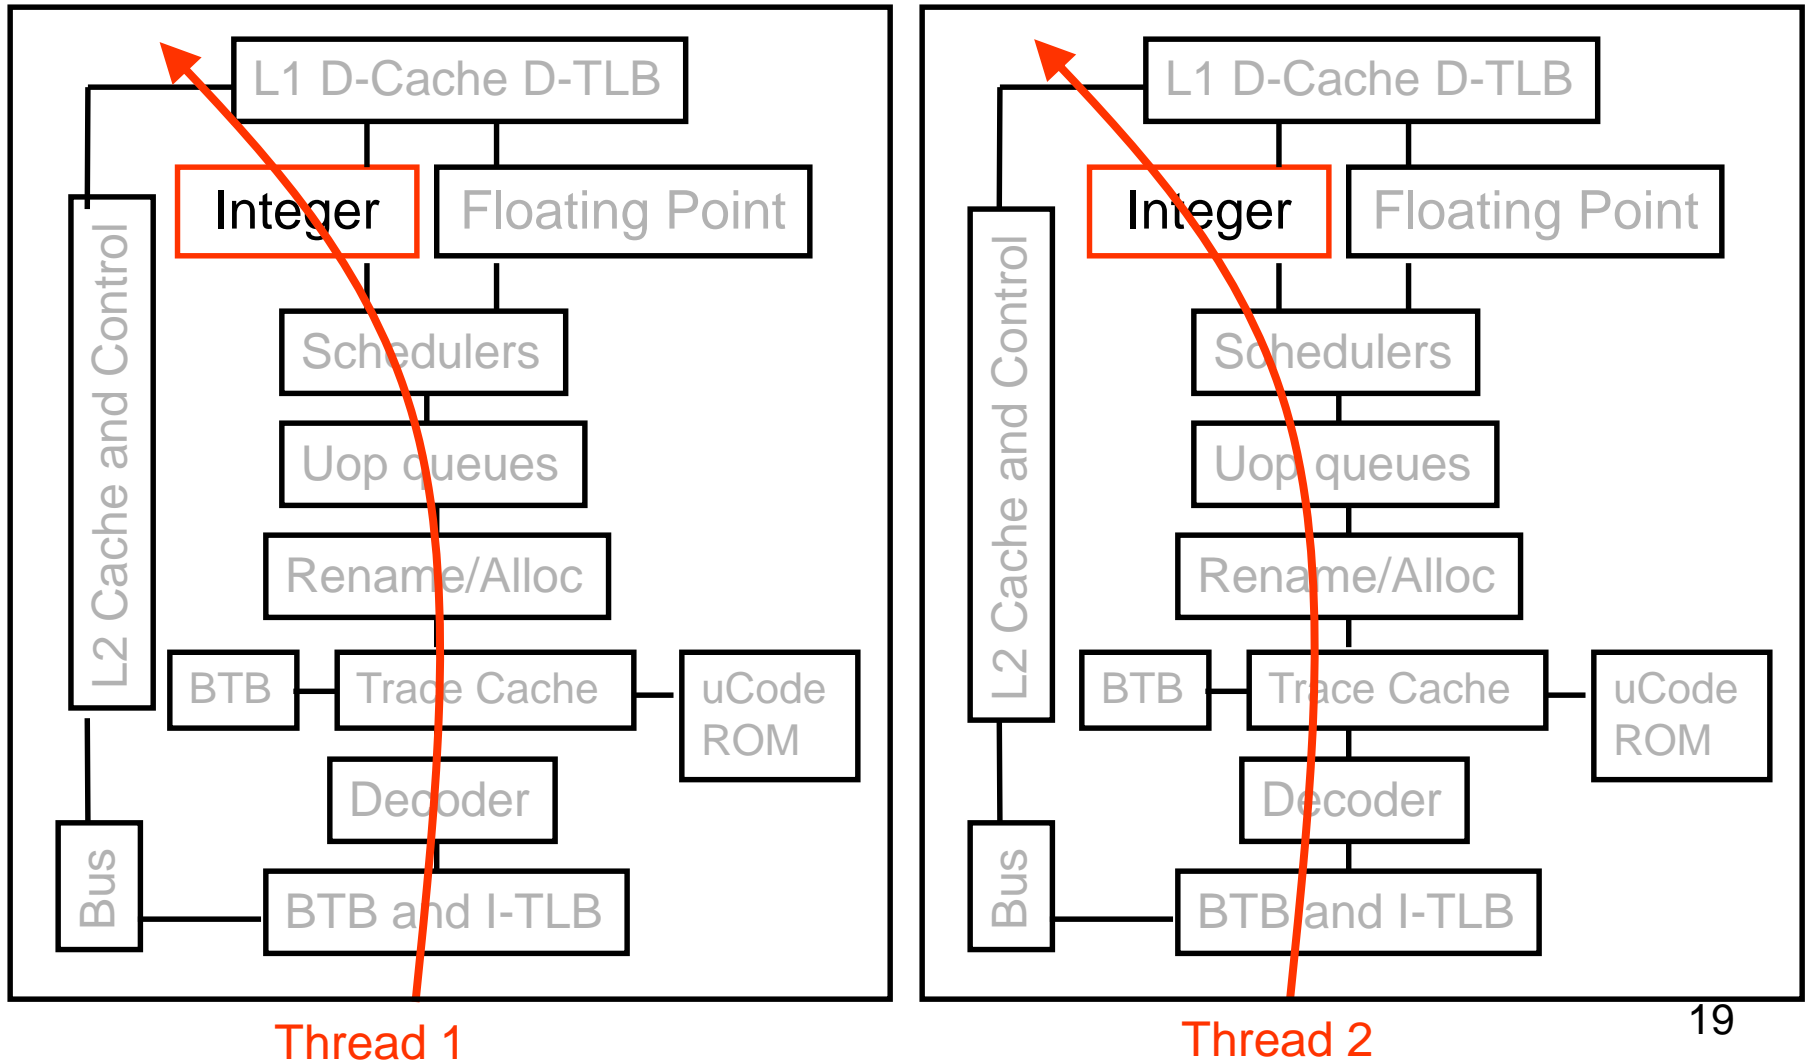 L1 D-Cache D-TLB
Integer
Floating Point
L2 Cache and Control
Schedulers
Uop queues
Rename/Alloc
BTB
Trace Cache
uCode
ROM
Decoder
Bus
BTB and I-TLB
Thread 1
L1 D-Cache D-TLB
Integer
Floating Point
L2 Cache and Control
Schedulers
Uop queues
Rename/Alloc
BTB
Trace Cache
uCode
ROM
Decoder
Bus
BTB and I-TLB
Thread 2
19